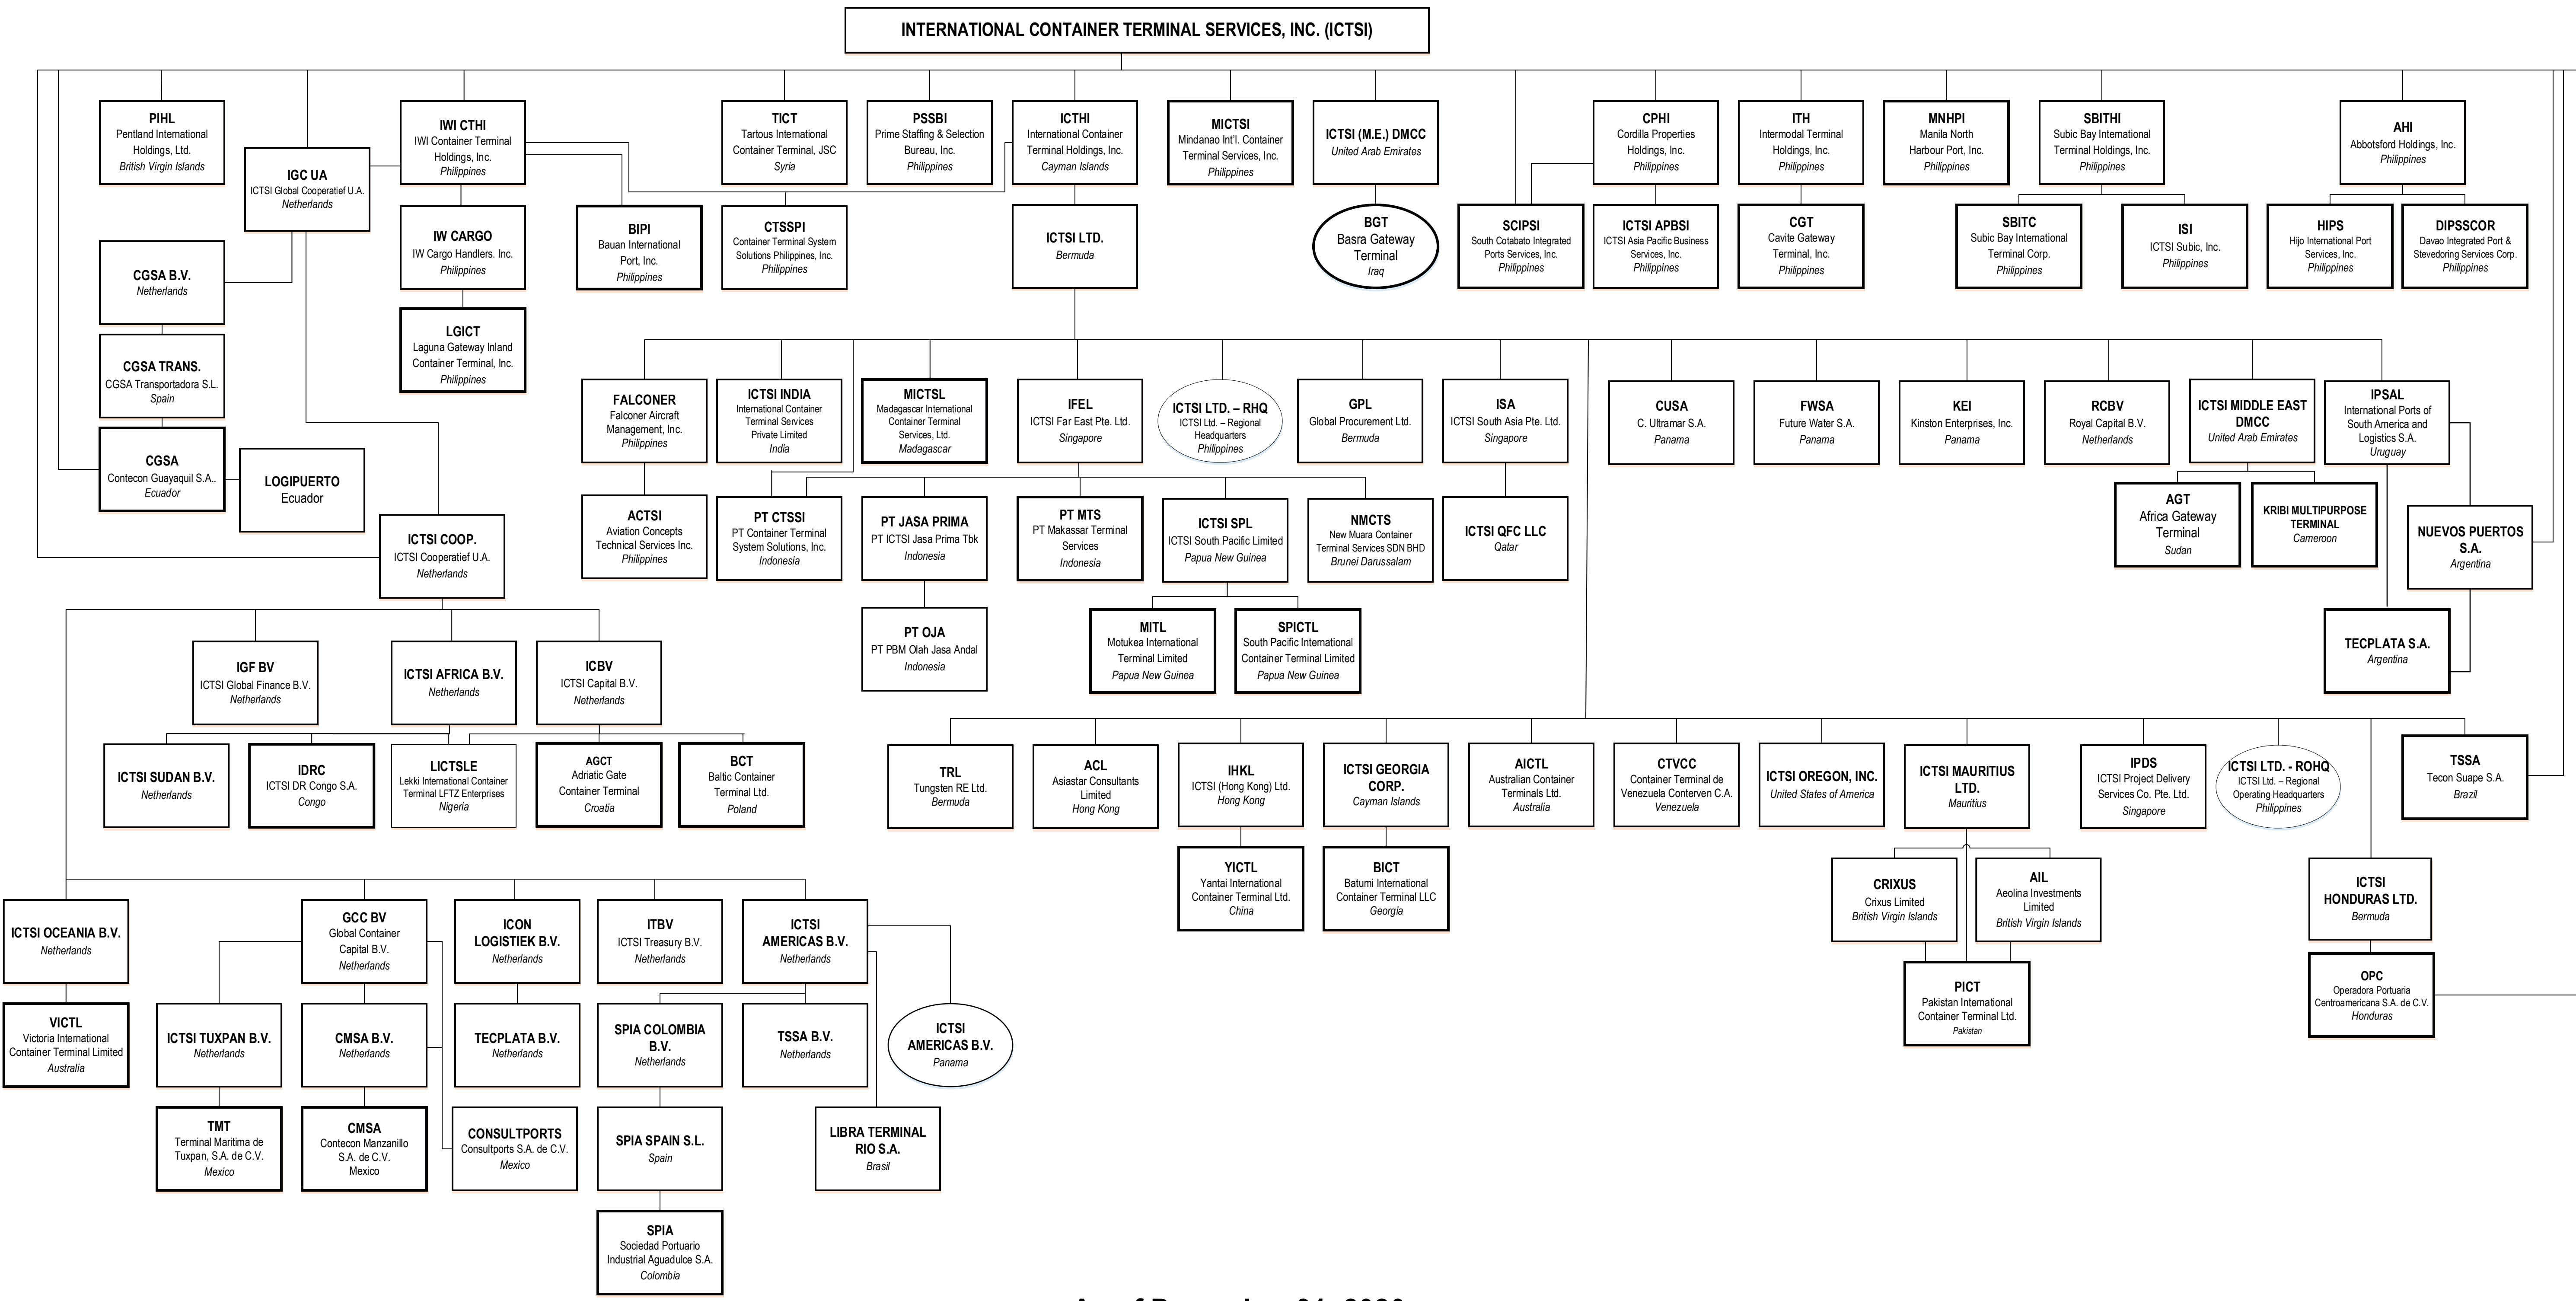 INTERNATIONAL CONTAINER TERMINAL SERVICES, INC. (ICTSI)
PIHL
Pentland International
Holdings, Ltd.
British Virgin Islands
IGC UA
ICTSI Global Cooperatief U.A.
Netherlands
IWI CTHI
IWI Container Terminal
Holdings, Inc.
Philippines
TICT
Tartous International
Container Terminal, JSC
Syria
PSSBI
Prime Staffing & Selection
Bureau, Inc.
Philippines
ICTHI
International Container
Terminal Holdings, Inc.
Cayman Islands
MICTSI
Mindanao Int'l. Container
Terminal Services, Inc.
Philippines
ICTSI (M.E.) DMCC
United Arab Emirates
CPHI
Cordilla Properties
Holdings, Inc.
Philippines
ITH
Intermodal Terminal
Holdings, Inc.
Philippines
MNHPI
Manila North
Harbour Port, Inc.
Philippines
SBITHI
Subic Bay International
Terminal Holdings, Inc.
Philippines
AHI
Abbotsford Holdings, Inc.
Philippines
CGSA B.V.
Netherlands
IW CARGO
IW Cargo Handlers. Inc.
Philippines
BIPI
Bauan International
Port, Inc.
Philippines
CTSSPI
Container Terminal System
Solutions Philippines, Inc.
Philippines
ICTSI LTD.
Bermuda
BGT
Basra Gateway
Terminal
Iraq
SCIPSI
South Cotabato Integrated
Ports Services, Inc.
Philippines
ICTSI APBSI
ICTSI Asia Pacific Business
Services, Inc.
Philippines
CGT
Cavite Gateway
Terminal, Inc.
Philippines
SBITC
Subic Bay International
Terminal Corp.
Philippines
ISI
ICTSI Subic, Inc.
Philippines
HIPS
Hijo International Port
Services, Inc.
Philippines
DIPSSCOR
Davao Integrated Port &
Stevedoring Services Corp.
Philippines
CGSA TRANS.
CGSA Transportadora S.L.
Spain
LGICT
Laguna Gateway Inland
Container Terminal, Inc.
Philippines
FALCONER
Falconer Aircraft
Management, Inc.
Philippines
ICTSI INDIA
International Container
Terminal Services
Private Limited
India
MICTSL
Madagascar International
Container Terminal
Services, Ltd.
Madagascar
IFEL
ICTSI Far East Pte. Ltd.
Singapore
ICTSI LTD. – RHQ
ICTSI Ltd. – Regional
Headquarters
Philippines
GPL
Global Procurement Ltd.
Bermuda
ISA
ICTSI South Asia Pte. Ltd.
Singapore
CUSA
C. Ultramar S.A.
Panama
FWSA
Future Water S.A.
Panama
KEI
Kinston Enterprises, Inc.
Panama
RCBV
Royal Capital B.V.
Netherlands
ICTSI MIDDLE EAST
DMCC
United Arab Emirates
IPSAL
International Ports of
South America and
Logistics S.A.
Uruguay
CGSA
Contecon Guayaquil S.A..
Ecuador
LOGIPUERTO
Ecuador
ICTSI COOP.
ICTSI Cooperatief U.A.
Netherlands
ACTSI
Aviation Concepts
Technical Services Inc.
Philippines
PT CTSSI
PT Container Terminal
System Solutions, Inc.
Indonesia
PT JASA PRIMA
PT ICTSI Jasa Prima Tbk
Indonesia
PT MTS
PT Makassar Terminal
Services
Indonesia
ICTSI SPL
ICTSI South Pacific Limited
Papua New Guinea
NMCTS
New Muara Container
Terminal Services SDN BHD
Brunei Darussalam
ICTSI QFC LLC
Qatar
AGT
Africa Gateway
Terminal
Sudan
KRIBI MULTIPURPOSE
TERMINAL
Cameroon
NUEVOS PUERTOS
S.A.
Argentina
PT OJA
PT PBM Olah Jasa Andal
Indonesia
MITL
Motukea International
Terminal Limited
Papua New Guinea
SPICTL
South Pacific International
Container Terminal Limited
Papua New Guinea
TECPLATA S.A.
Argentina
IGF BV
ICTSI Global Finance B.V.
Netherlands
ICTSI AFRICA B.V.
Netherlands
ICBV
ICTSI Capital B.V.
Netherlands
ICTSI SUDAN B.V.
Netherlands
IDRC
ICTSI DR Congo S.A.
Congo
LICTSLE
Lekki International Container
Terminal LFTZ Enterprises
Nigeria
AGCT
Adriatic Gate
Container Terminal
Croatia
BCT
Baltic Container
Terminal Ltd.
Poland
TRL
Tungsten RE Ltd.
Bermuda
ACL
Asiastar Consultants
Limited
Hong Kong
IHKL
ICTSI (Hong Kong) Ltd.
Hong Kong
ICTSI GEORGIA
CORP.
Cayman Islands
AICTL
Australian Container
Terminals Ltd.
Australia
CTVCC
Container Terminal de
Venezuela Conterven C.A.
Venezuela
ICTSI OREGON, INC.
United States of America
ICTSI MAURITIUS
LTD.
Mauritius
IPDS
ICTSI Project Delivery
Services Co. Pte. Ltd.
Singapore
ICTSI LTD. - ROHQ
ICTSI Ltd. – Regional
Operating Headquarters
Philippines
TSSA
Tecon Suape S.A.
Brazil
YICTL
Yantai International
Container Terminal Ltd.
China
BICT
Batumi International
Container Terminal LLC
Georgia
CRIXUS
Crixus Limited
British Virgin Islands
AIL
Aeolina Investments
Limited
British Virgin Islands
ICTSI
HONDURAS LTD.
Bermuda
ICTSI OCEANIA B.V.
Netherlands
GCC BV
Global Container
Capital B.V.
Netherlands
ICON
LOGISTIEK B.V.
Netherlands
ITBV
ICTSI Treasury B.V.
Netherlands
ICTSI
AMERICAS B.V.
Netherlands
PICT
Pakistan International
Container Terminal Ltd.
Pakistan
OPC
Operadora Portuaria
Centroamericana S.A. de C.V.
Honduras
VICTL
Victoria International
Container Terminal Limited
Australia
ICTSI TUXPAN B.V.
Netherlands
CMSA B.V.
Netherlands
TECPLATA B.V.
Netherlands
SPIA COLOMBIA
B.V.
Netherlands
TSSA B.V.
Netherlands
ICTSI
AMERICAS B.V.
Panama
TMT
Terminal Maritima de
Tuxpan, S.A. de C.V.
Mexico
CMSA
Contecon Manzanillo
S.A. de C.V.
Mexico
CONSULTPORTS
Consultports S.A. de C.V.
Mexico
SPIA SPAIN S.L.
Spain
LIBRA TERMINAL
RIO S.A.
Brasil
SPIA
Sociedad Portuario
Industrial Aguadulce S.A.
Colombia